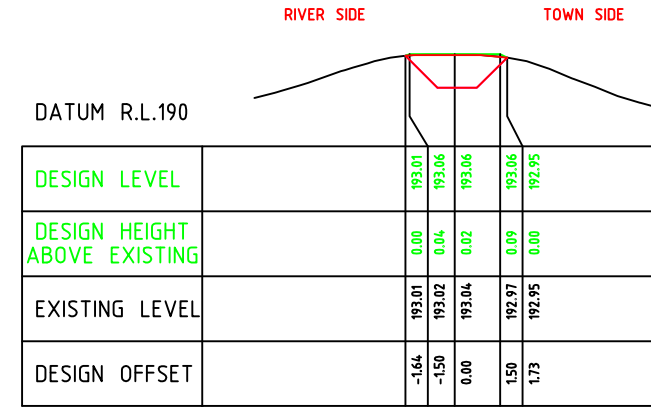 RIVER SIDE TOWN SIDE
DATUM R.L.190
DESIGN LEVEL 193.01 193.06 193.06 193.06 192.95
DESIGN HEIGHT
ABOVE EXISTING 0.00 0.04 0.02 0.09 0.00
EXISTING LEVEL 193.01 193.02 193.04 192.97 192.95
DESIGN OFFSET -1.64 -1.50 0.00 1.50 1.73